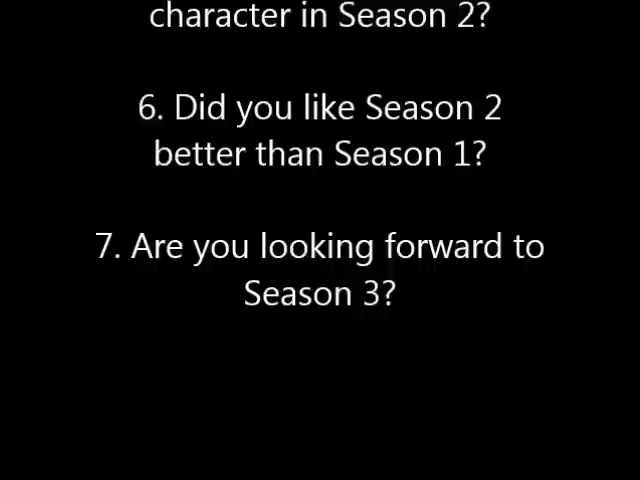 character in Season 2?
6. Did you like Season 2
better than Season 1?
7. Are you looking forward to
Season 3?